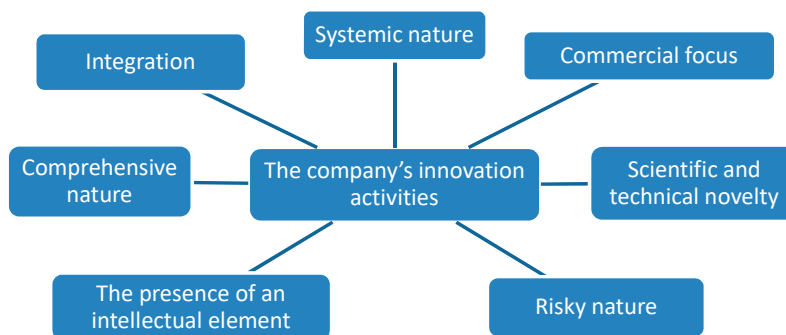 Systemic nature
Integration
Commercial focus
Comprehensive
nature
The company’s innovation
activities
Scientific and
technical novelty
The presence of an
intellectual element
Risky nature